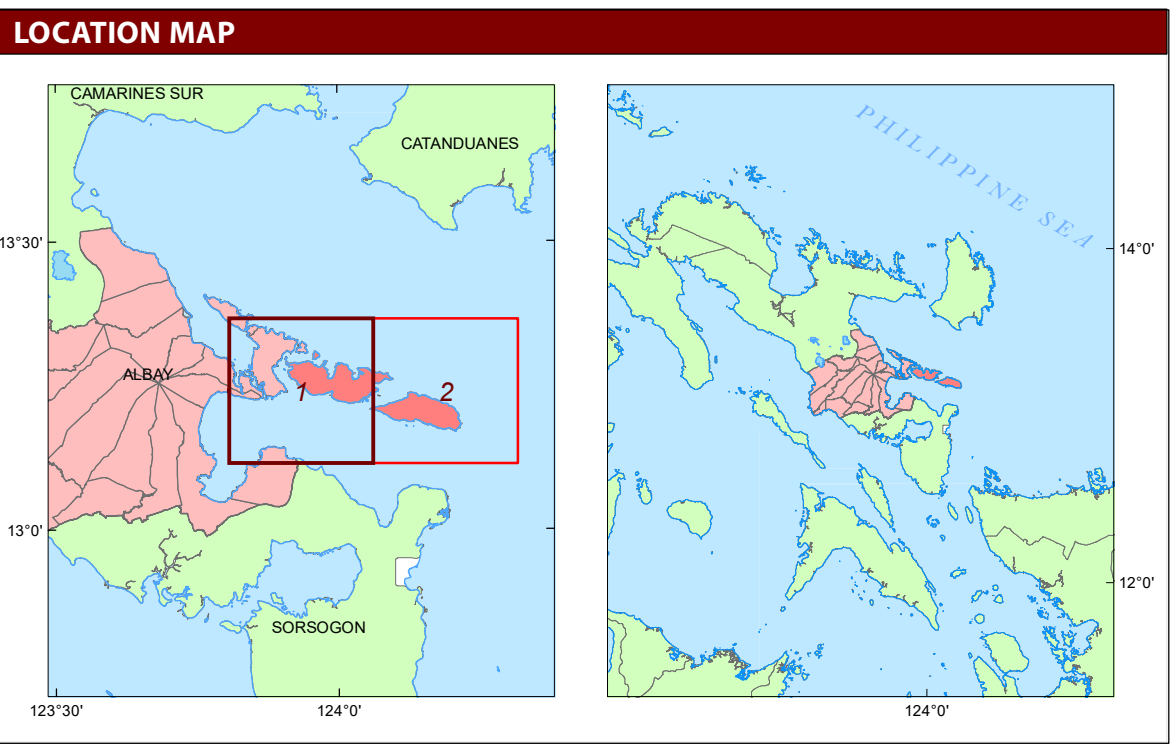 LOCATION MAP
CAMARINES SUR
CATANDUANES
13°30'
ALBAY
1
2
13°0'
SORSOGON
123°30'
124°0'
PHILIPPINE SEA
14°0'
12°0'
124°0'